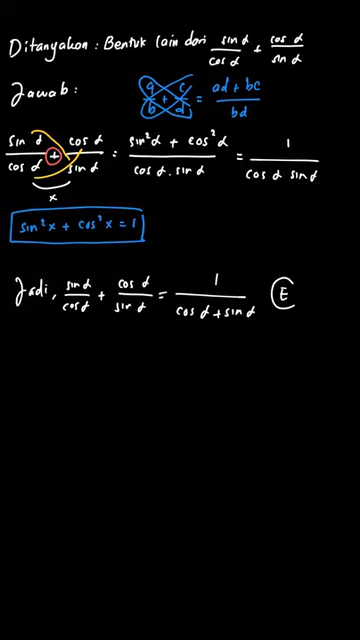 Ditanyakan : Bentuk lain dari sin α / cos α + cos α / sin α
Jawab : a/b + c/d = ad + bc / bd
sin α / cos α + cos α / sin α = sin²α + cos²α / cos α . sin α = 1 / cos α sin α
x
sin²x + cos²x = 1
Jadi, sin α / cos α + cos α / sin α = 1 / cos α + sin α (E)